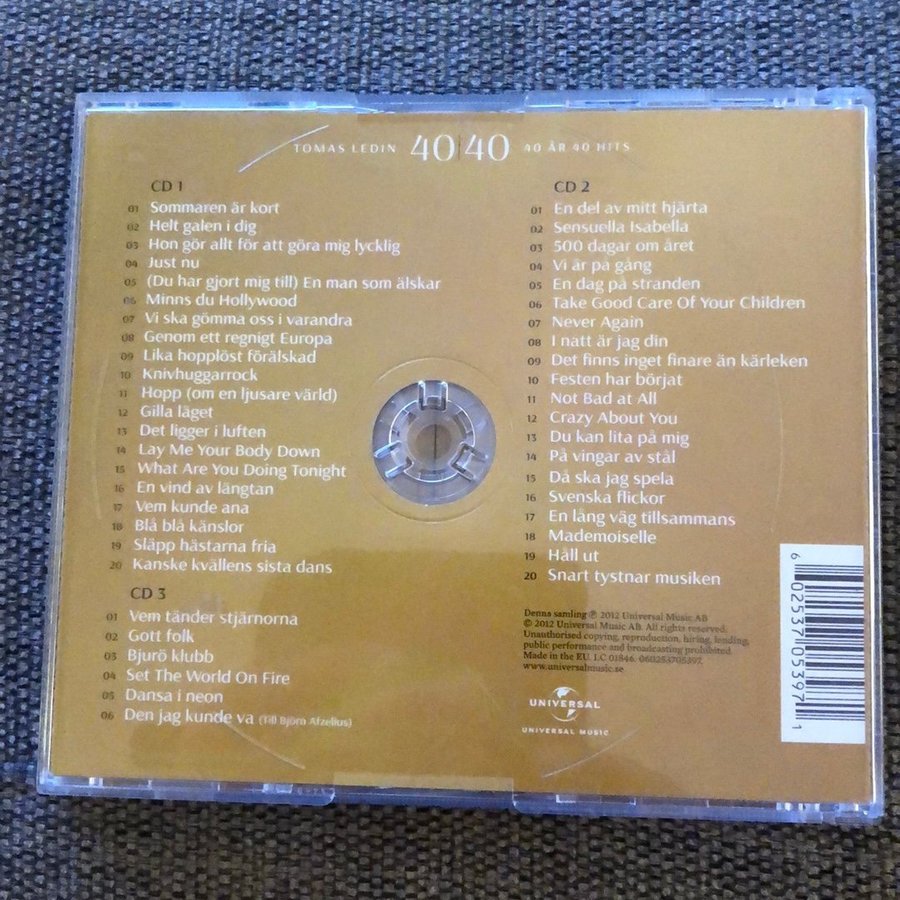 TOMAS LEDIN 40|40 40 ÅR 40 HITS
CD 1
01 Sommaren är kort
02 Helt galen i dig
03 Hon gör allt för att göra mig lycklig
04 Just nu
05 (Du har gjort mig till) En man som älskar
06 Minns du Hollywood
07 Vi ska gömma oss i varandra
08 Genom ett regnigt Europa
09 Lika hopplöst förälskad
10 Knivhuggarrock
11 Hopp (om en ljusare värld)
12 Gilla läget
13 Det ligger i luften
14 Lay Me Your Body Down
15 What Are You Doing Tonight
16 En vind av längtan
17 Vem kunde ana
18 Blå blå känslor
19 Släpp hästarna fria
20 Kanske kvällens sista dans
CD 3
01 Vem tänder stjärnorna
02 Gott folk
03 Bjurö klubb
04 Set The World On Fire
05 Dansa i neon
06 Den jag kunde va (Till Björn Afzelius)
CD 2
01 En del av mitt hjärta
02 Sensuella Isabella
03 500 dagar om året
04 Vi är på gång
05 En dag på stranden
06 Take Good Care Of Your Children
07 Never Again
08 I natt är jag din
09 Det finns inget finare än kärleken
10 Festen har börjat
11 Not Bad at All
12 Crazy About You
13 Du kan lita på mig
14 På vingar av stål
15 Då ska jag spela
16 Svenska flickor
17 En lång väg tillsammans
18 Mademoiselle
19 Håll ut
20 Snart tystnar musiken
Denna samling ℗ 2012 Universal Music AB
© 2012 Universal Music AB. All rights reserved.
Unauthorised copying, reproduction, hiring, lending,
public performance and broadcasting prohibited.
Made in the EU. LC 01846. 060253705397
www.universalmusic.se
UNIVERSAL
UNIVERSAL MUSIC
6 02537 05397 1